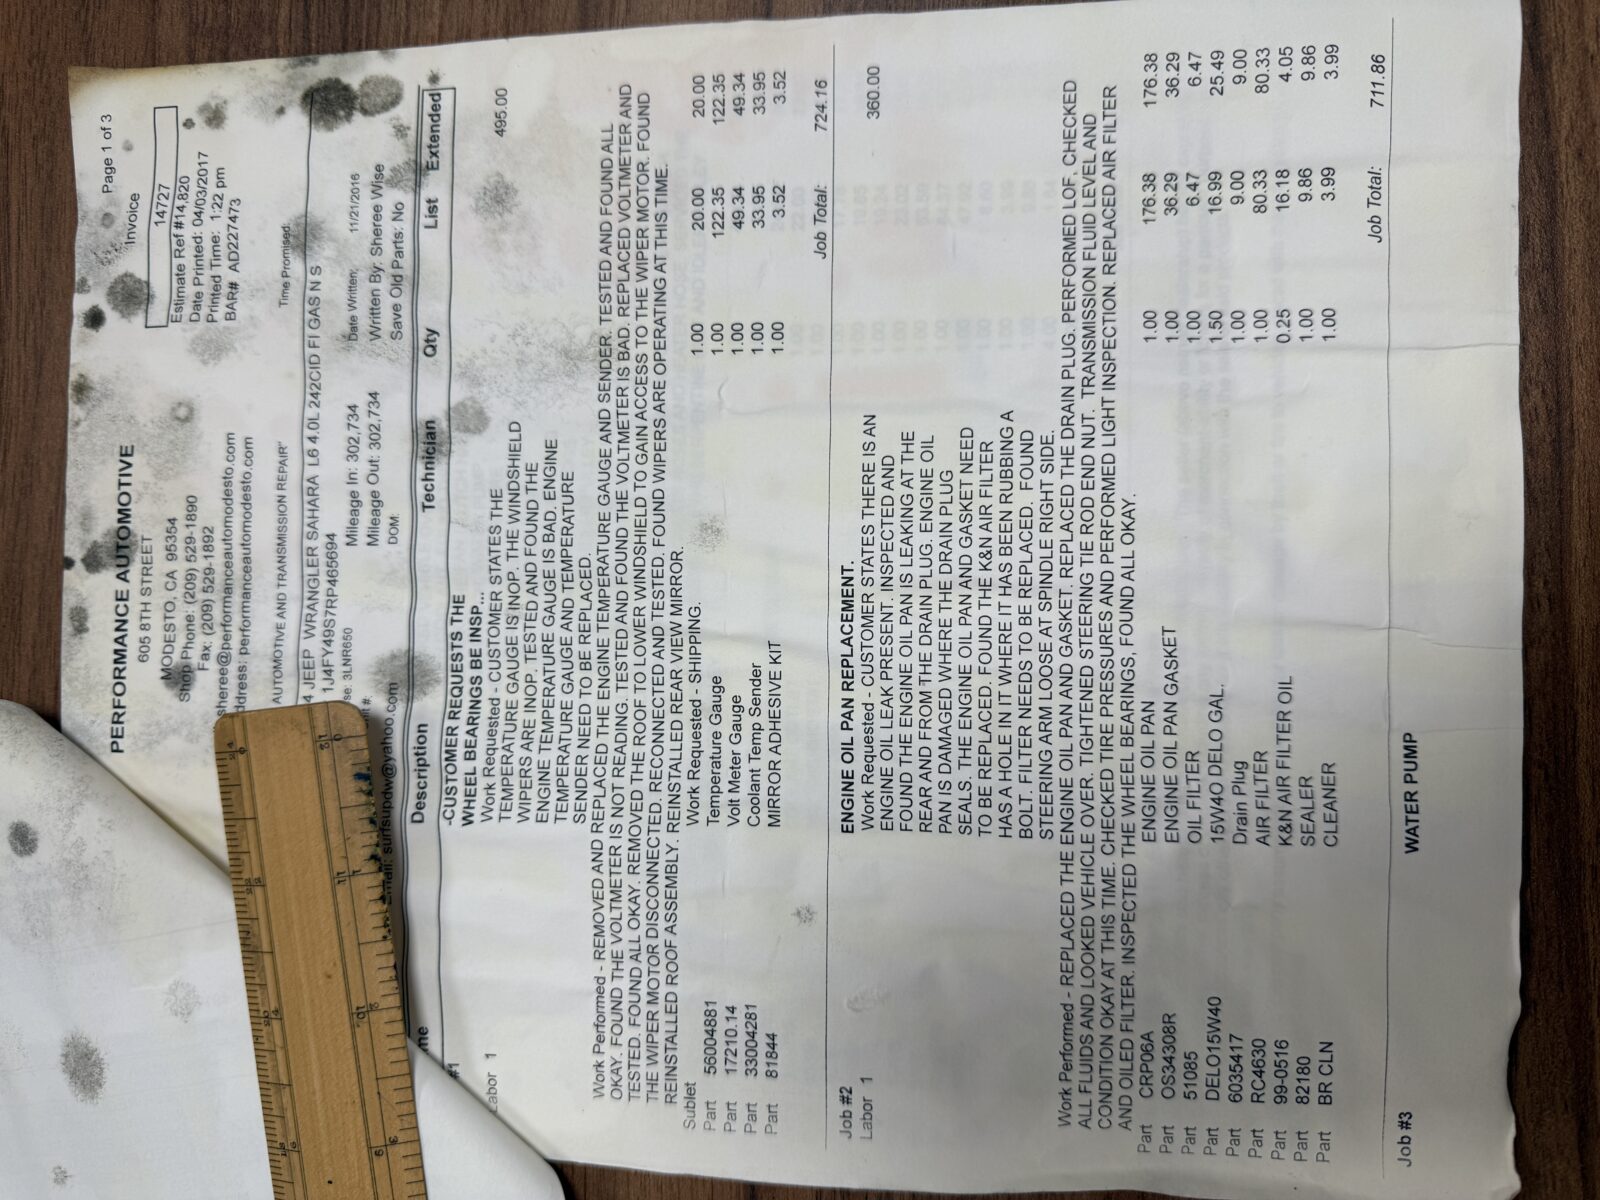 Page 1 of 3
PERFORMANCE AUTOMOTIVE
605 8TH STREET
MODESTO, CA 95354
Shop Phone: (209) 529-1890
Fax: (209) 529-1892
sheree@performanceautomodesto.com
ddress: performanceautomodesto.com
Invoice
14727
Estimate Ref #14,820
Date Printed: 04/03/2017
Printed Time: 1:22 pm
BAR# AD227473
AUTOMOTIVE AND TRANSMISSION REPAIR"
Time Promised:
4 JEEP WRANGLER SAHARA L6 4.0L 242CID FI GAS N S
1J4FY49S7RP465694
se: 3LNR650
it #:
Mileage In: 302,734
Mileage Out: 302,734
DOM:
Date Written: 11/21/2016
Written By: Sheree Wise
Save Old Parts: No
Email: surfsupdw@yahoo.com
me Description Technician Qty List Extended
#1 -CUSTOMER REQUESTS THE
WHEEL BEARINGS BE INSP...
Labor 1 Work Requested - CUSTOMER STATES THE 495.00
TEMPERATURE GAUGE IS INOP. THE WINDSHIELD
WIPERS ARE INOP. TESTED AND FOUND THE
ENGINE TEMPERATURE GAUGE IS BAD. ENGINE
TEMPERATURE GAUGE AND TEMPERATURE
SENDER NEED TO BE REPLACED.
Work Performed - REMOVED AND REPLACED THE ENGINE TEMPERATURE GAUGE AND SENDER. TESTED AND FOUND ALL
OKAY. FOUND THE VOLTMETER IS NOT READING. TESTED AND FOUND THE VOLTMETER IS BAD. REPLACED VOLTMETER AND
TESTED. FOUND ALL OKAY. REMOVED THE ROOF TO LOWER WINDSHIELD TO GAIN ACCESS TO THE WIPER MOTOR. FOUND
THE WIPER MOTOR DISCONNECTED. RECONNECTED AND TESTED. FOUND WIPERS ARE OPERATING AT THIS TIME.
REINSTALLED ROOF ASSEMBLY. REINSTALLED REAR VIEW MIRROR.
Sublet Work Requested - SHIPPING. 1.00 20.00 20.00
Part 56004881 Temperature Gauge 1.00 122.35 122.35
Part 17210.14 Volt Meter Gauge 1.00 49.34 49.34
Part 33004281 Coolant Temp Sender 1.00 33.95 33.95
Part 81844 MIRROR ADHESIVE KIT 1.00 3.52 3.52
Job Total: 724.16
Job #2 ENGINE OIL PAN REPLACEMENT.
Labor 1 Work Requested - CUSTOMER STATES THERE IS AN 360.00
ENGINE OIL LEAK PRESENT. INSPECTED AND
FOUND THE ENGINE OIL PAN IS LEAKING AT THE
REAR AND FROM THE DRAIN PLUG. ENGINE OIL
PAN IS DAMAGED WHERE THE DRAIN PLUG
SEALS. THE ENGINE OIL PAN AND GASKET NEED
TO BE REPLACED. FOUND THE K&N AIR FILTER
HAS A HOLE IN IT WHERE IT HAS BEEN RUBBING A
BOLT. FILTER NEEDS TO BE REPLACED. FOUND
STEERING ARM LOOSE AT SPINDLE RIGHT SIDE.
Work Performed - REPLACED THE ENGINE OIL PAN AND GASKET. REPLACED THE DRAIN PLUG. PERFORMED LOF, CHECKED
ALL FLUIDS AND LOOKED VEHICLE OVER. TIGHTENED STEERING TIE ROD END NUT. TRANSMISSION FLUID LEVEL AND
CONDITION OKAY AT THIS TIME. CHECKED TIRE PRESSURES AND PERFORMED LIGHT INSPECTION. REPLACED AIR FILTER
AND OILED FILTER. INSPECTED THE WHEEL BEARINGS, FOUND ALL OKAY.
Part CRP06A ENGINE OIL PAN 1.00 176.38 176.38
Part OS34308R ENGINE OIL PAN GASKET 1.00 36.29 36.29
Part 51085 OIL FILTER 1.00 6.47 6.47
Part DELO15W40 15W40 DELO GAL. 1.50 16.99 25.49
Part 6035417 Drain Plug 1.00 9.00 9.00
Part RC4630 AIR FILTER 1.00 80.33 80.33
Part 99-0516 K&N AIR FILTER OIL 0.25 16.18 4.05
Part 82180 SEALER 1.00 9.86 9.86
Part BR CLN CLEANER 1.00 3.99 3.99
Job Total: 711.86
Job #3 WATER PUMP